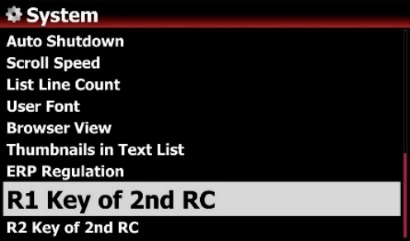 System
Auto Shutdown
Scroll Speed
List Line Count
User Font
Browser View
Thumbnails in Text List
ERP Regulation
R1 Key of 2nd RC
R2 Key of 2nd RC